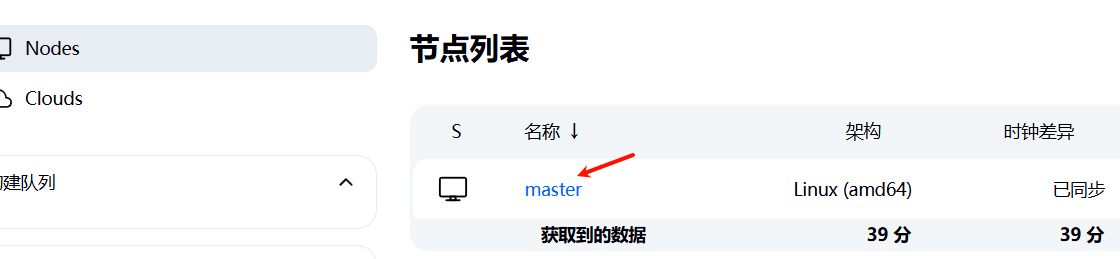 Nodes
Clouds
建队列
节点列表
S 名称 ↓ 架构 时钟差异
master Linux (amd64) 已同步
获取到的数据 39 分 39 分